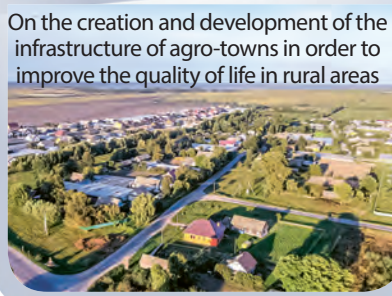 On the creation and development of the
infrastructure of agro-towns in order to
improve the quality of life in rural areas